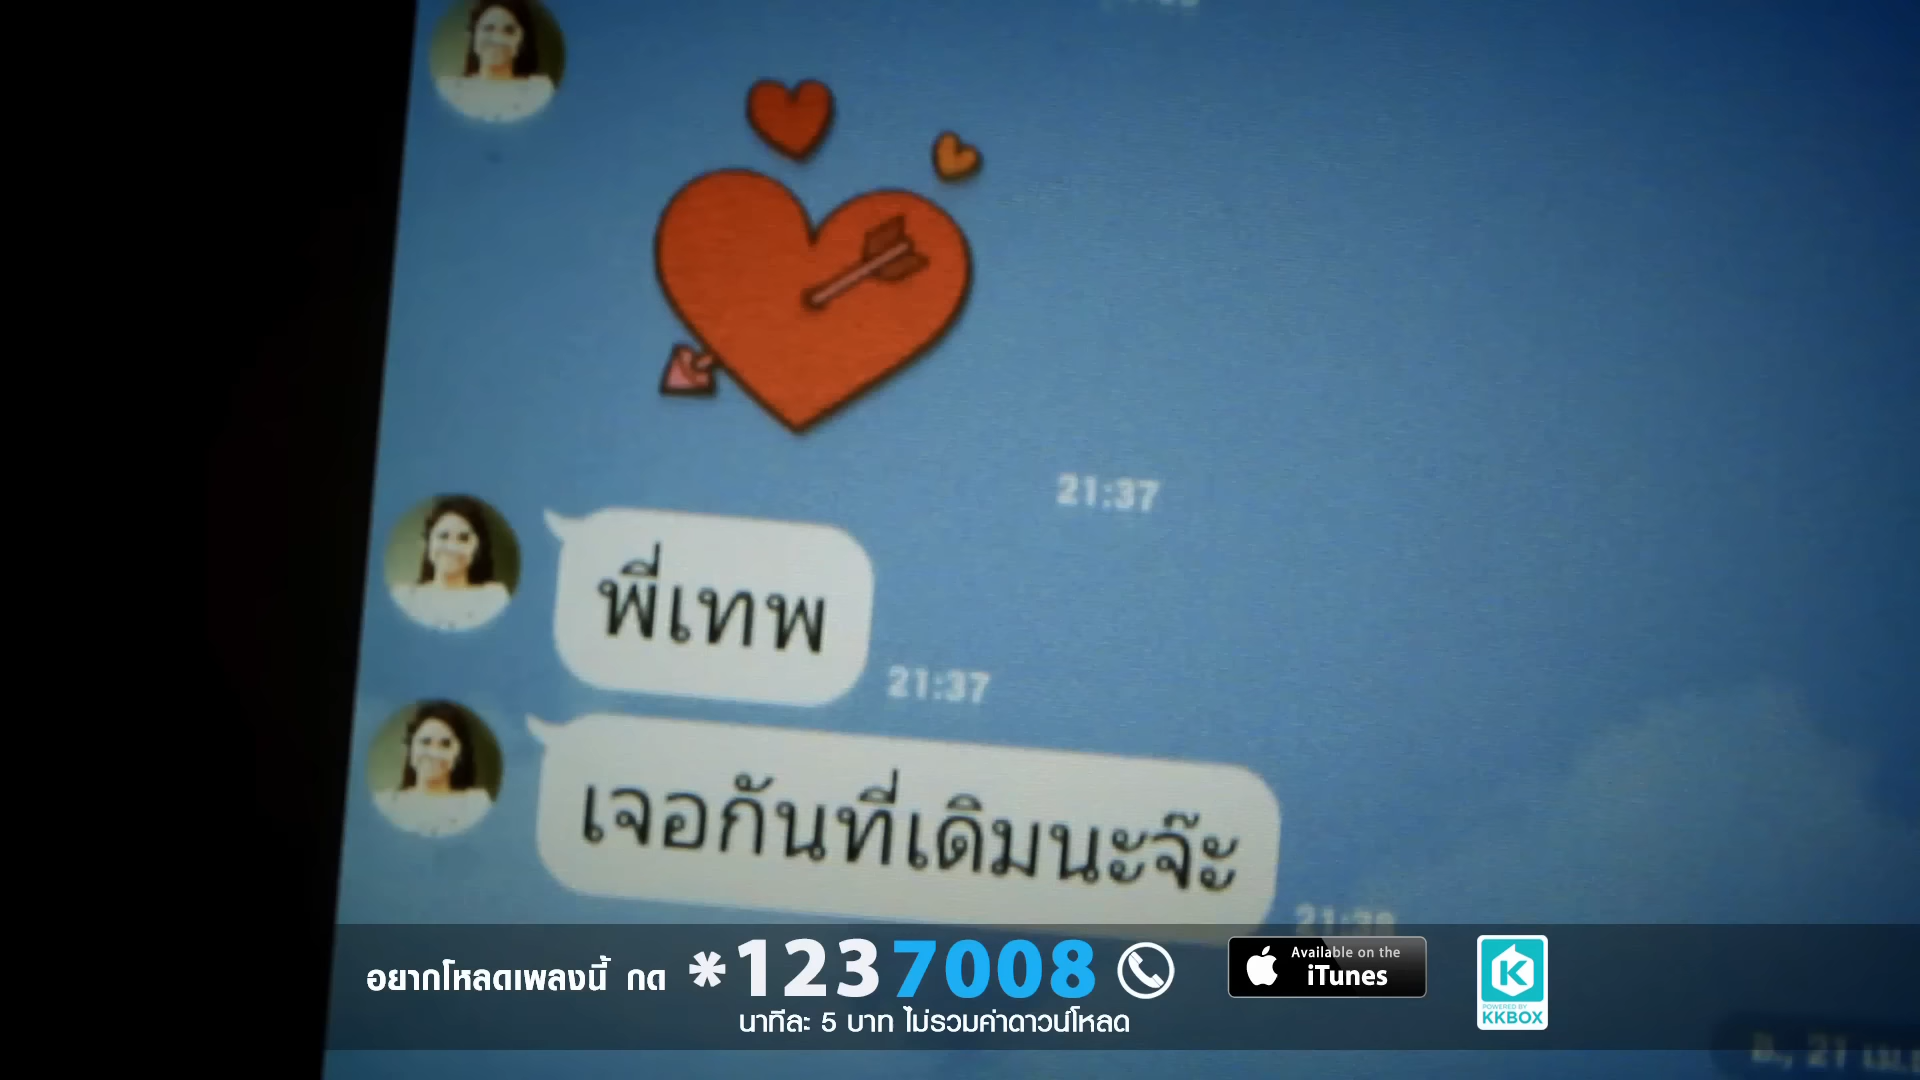 21:37
พี่เทพ
21:37
เจอกันที่เดิมนะจ๊ะ
อยากโหลดเพลงนี้ กด *1237008
นาทีละ 5 บาท ไม่รวมค่าดาวน์โหลด
Available on the
iTunes
POWERED BY
KKBOX